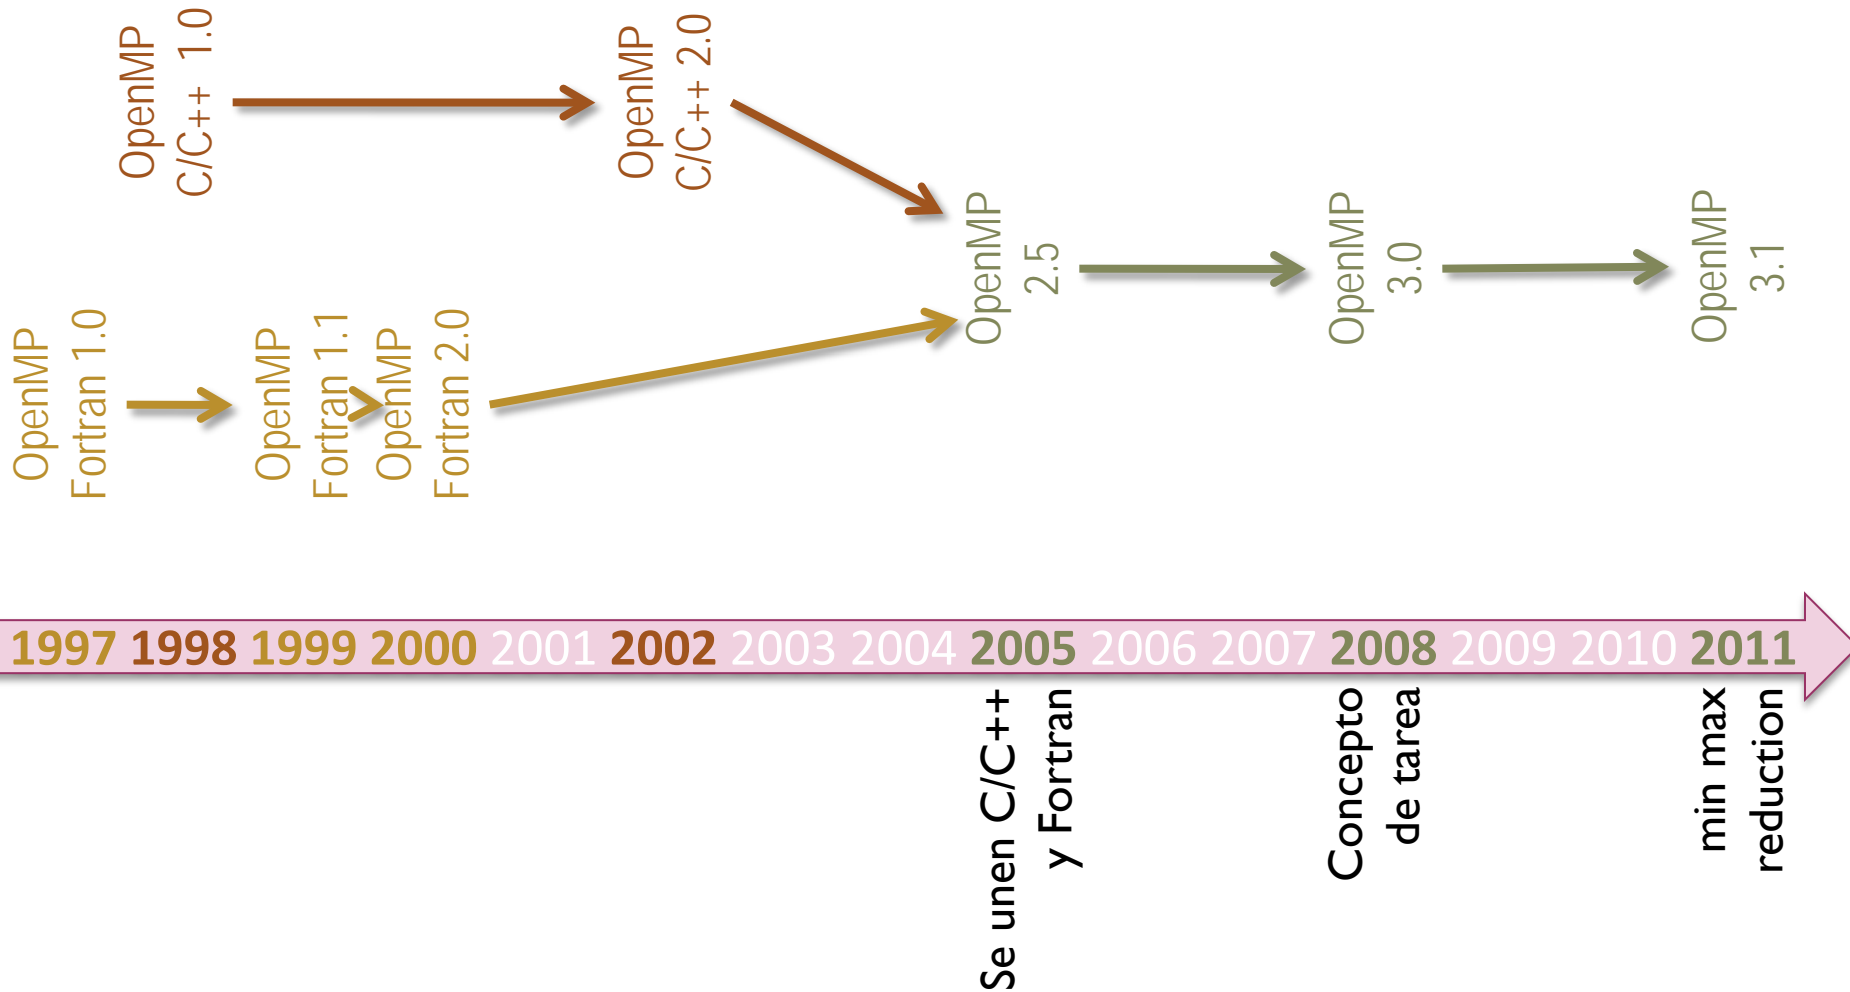 OpenMP
C/C++ 1.0
OpenMP
C/C++ 2.0
OpenMP
2.5
OpenMP
3.0
OpenMP
3.1
OpenMP
Fortran 1.0
OpenMP
Fortran 1.1
OpenMP
Fortran 2.0
1997 1998 1999 2000 2001 2002 2003 2004 2005 2006 2007 2008 2009 2010 2011
Se unen C/C++
y Fortran
Concepto
de tarea
min max
reduction